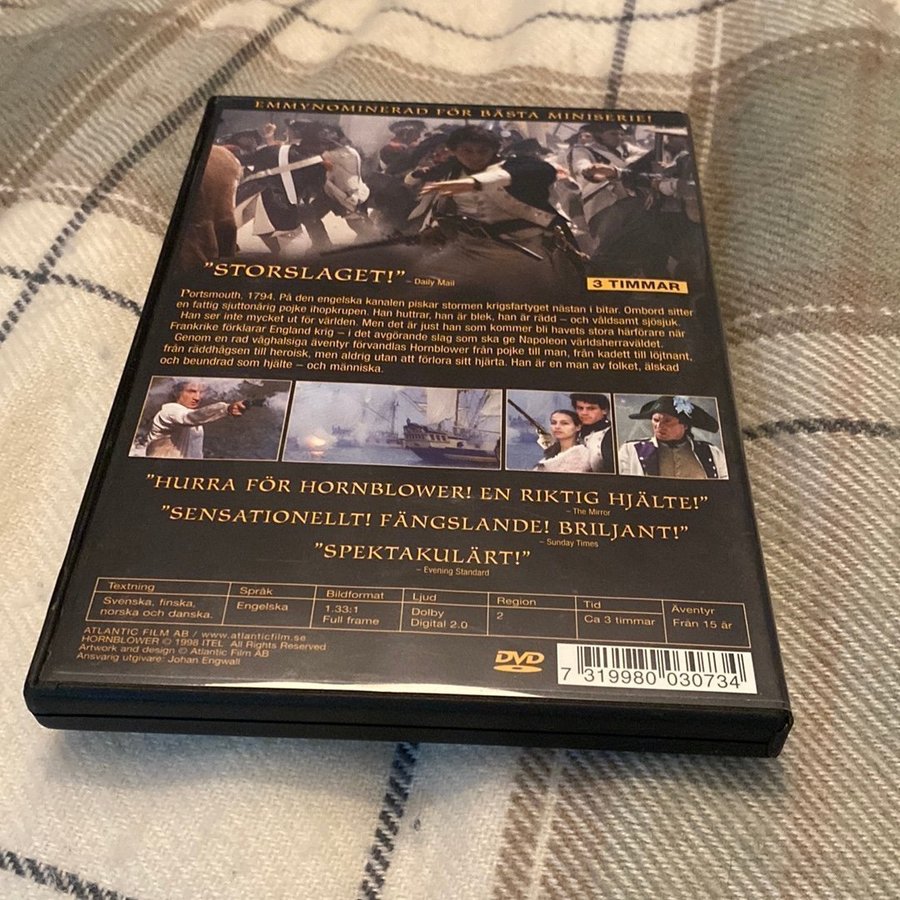 EMMYNOMINERAD FÖR BÄSTA MINISERIE!
"STORSLAGET!" – Daily Mail
3 TIMMAR
Portsmouth, 1794. På den engelska kanalen piskar stormen krigsfartyget nästan i bitar. Ombord sitter
en fattig sjuttonårig pojke ihopkrupen. Han huttrar, han är blek, han är rädd – och våldsamt sjösjuk.
Han ser inte mycket ut för världen. Men det är just han som kommer bli havets stora härförare när
Frankrike förklarar England krig – i det avgörande slag som ska ge Napoleon världsherraväldet.
Genom en rad våghalsiga äventyr förvandlas Hornblower från pojke till man, från kadett till löjtnant,
från räddhågsen till heroisk, men aldrig utan att förlora sitt hjärta. Han är en man av folket, älskad
och beundrad som hjälte – och människa.
"HURRA FÖR HORNBLOWER! EN RIKTIG HJÄLTE!"
– The Mirror
"SENSATIONELLT! FÄNGSLANDE! BRILJANT!"
– Sunday Times
"SPEKTAKULÄRT!"
– Evening Standard
Textning Språk Bildformat Ljud Region Tid Äventyr
Svenska, finska, Engelska 1.33:1 Dolby 2 Ca 3 timmar Från 15 år
norska och danska. Full frame Digital 2.0
ATLANTIC FILM AB / www.atlanticfilm.se
HORNBLOWER © 1998 ITEL All Rights Reserved
Artwork and design © Atlantic Film AB
Ansvarig utgivare: Johan Engwall
DVD
VIDEO
7 319980 030734